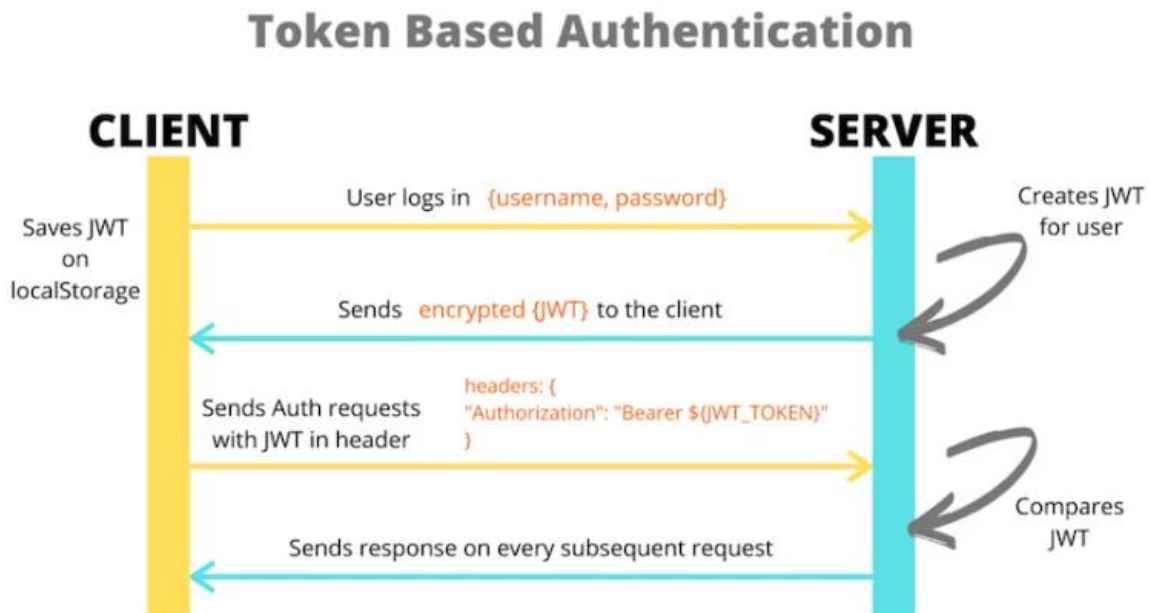 Token Based Authentication
CLIENT
SERVER
User logs in {username, password}
Creates JWT
for user
Saves JWT
on
localStorage
Sends encrypted {JWT} to the client
Sends Auth requests
with JWT in header
headers: {
"Authorization": "Bearer ${JWT_TOKEN}"
}
Compares
JWT
Sends response on every subsequent request